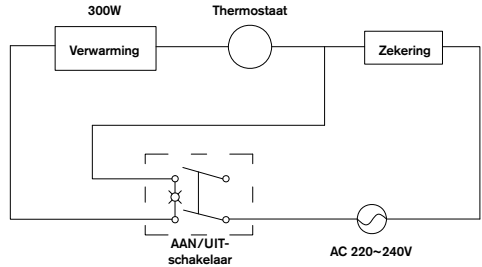 300W
Thermostaat
Verwarming
Zekering
AAN/UIT-
schakelaar
AC 220~240V